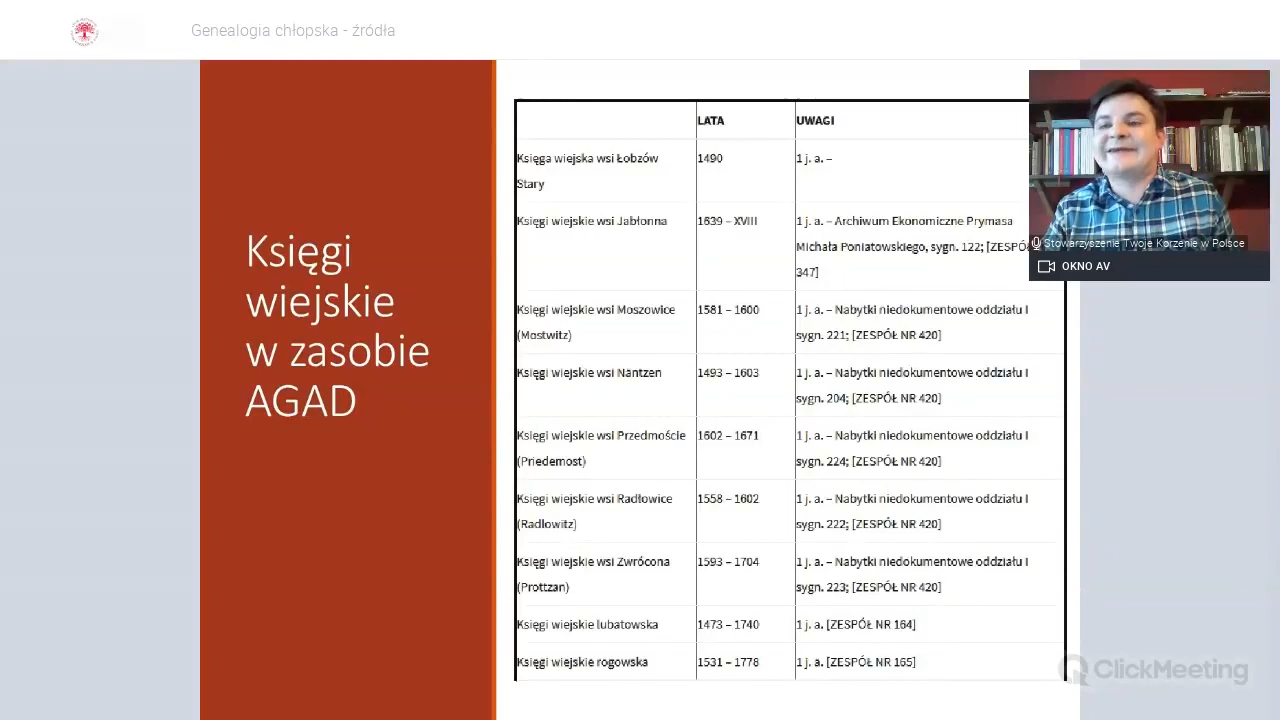 Genealogia chłopska - źródła
Księgi
wiejskie
w zasobie
AGAD
LATA UWAGI
Księga wiejska wsi Łobzów 1490 1 j. a. –
Stary
Księgi wiejskie wsi Jabłonna 1639 – XVIII 1 j. a. – Archiwum Ekonomiczne Prymasa
Michała Poniatowskiego, sygn. 122;
347]
Księgi wiejskie wsi Moszowice 1581 – 1600 1 j. a. – Nabytki niedokumentowe oddziału I
(Mostwitz) sygn. 221; [ZESPÓŁ NR 420]
Księgi wiejskie wsi Näntzen 1493 – 1603 1 j. a. – Nabytki niedokumentowe oddziału I
sygn. 204; [ZESPÓŁ NR 420]
Księgi wiejskie wsi Przedmoście 1602 – 1671 1 j. a. – Nabytki niedokumentowe oddziału I
(Priedemost) sygn. 224; [ZESPÓŁ NR 420]
Księgi wiejskie wsi Radłowice 1558 – 1602 1 j. a. – Nabytki niedokumentowe oddziału I
(Radlowitz) sygn. 222; [ZESPÓŁ NR 420]
Księgi wiejskie wsi Zwrócona 1593 – 1704 1 j. a. – Nabytki niedokumentowe oddziału I
(Prottzan) sygn. 223; [ZESPÓŁ NR 420]
Księgi wiejskie lubatowska 1473 – 1740 1 j. a. [ZESPÓŁ NR 164]
Księgi wiejskie rogowska 1531 – 1778 1 j. a. [ZESPÓŁ NR 165]
Stowarzyszenie Twoje Korzenie w Polsce
OKNO AV
ClickMeeting